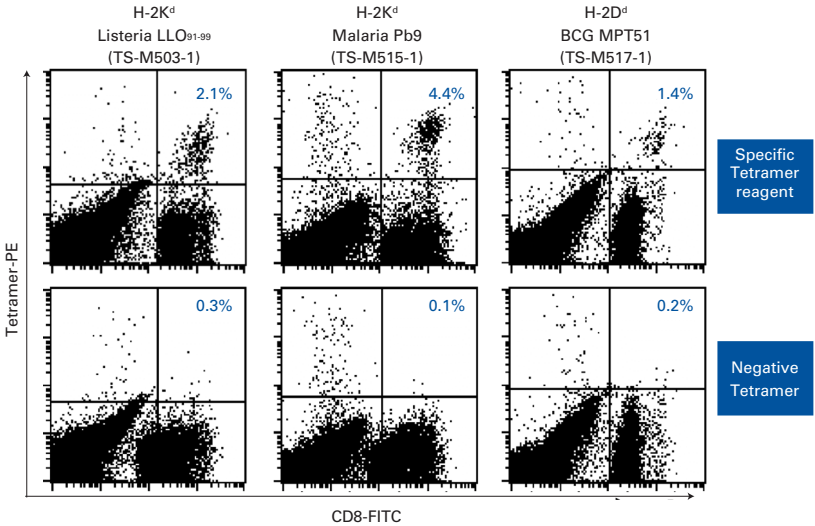 H-2Kᵈ
Listeria LLO₉₁₋₉₉
(TS-M503-1)
H-2Kᵈ
Malaria Pb9
(TS-M515-1)
H-2Dᵈ
BCG MPT51
(TS-M517-1)
2.1%
4.4%
1.4%
Specific
Tetramer
reagent
Tetramer-PE
0.3%
0.1%
0.2%
Negative
Tetramer
CD8-FITC